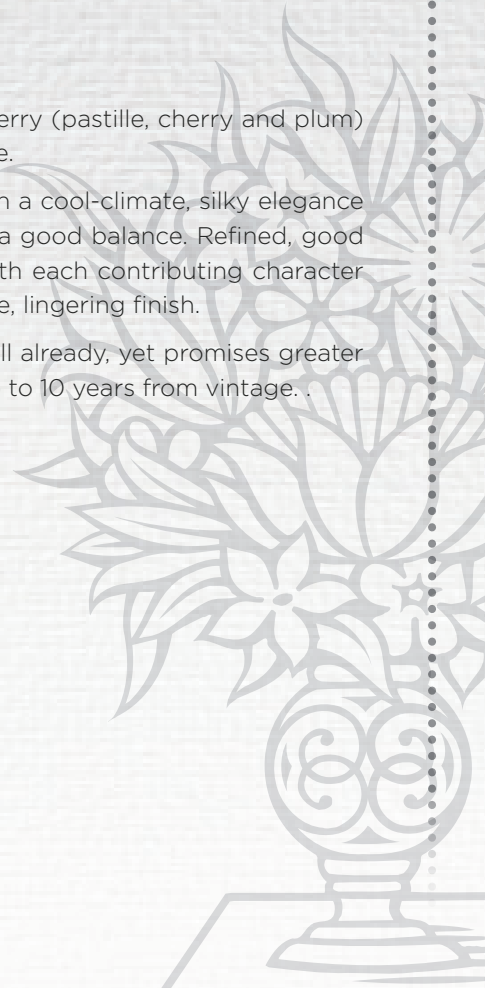 erry (pastille, cherry and plum)
e.
n a cool-climate, silky elegance
a good balance. Refined, good
th each contributing character
e, lingering finish.
ll already, yet promises greater
to 10 years from vintage. .